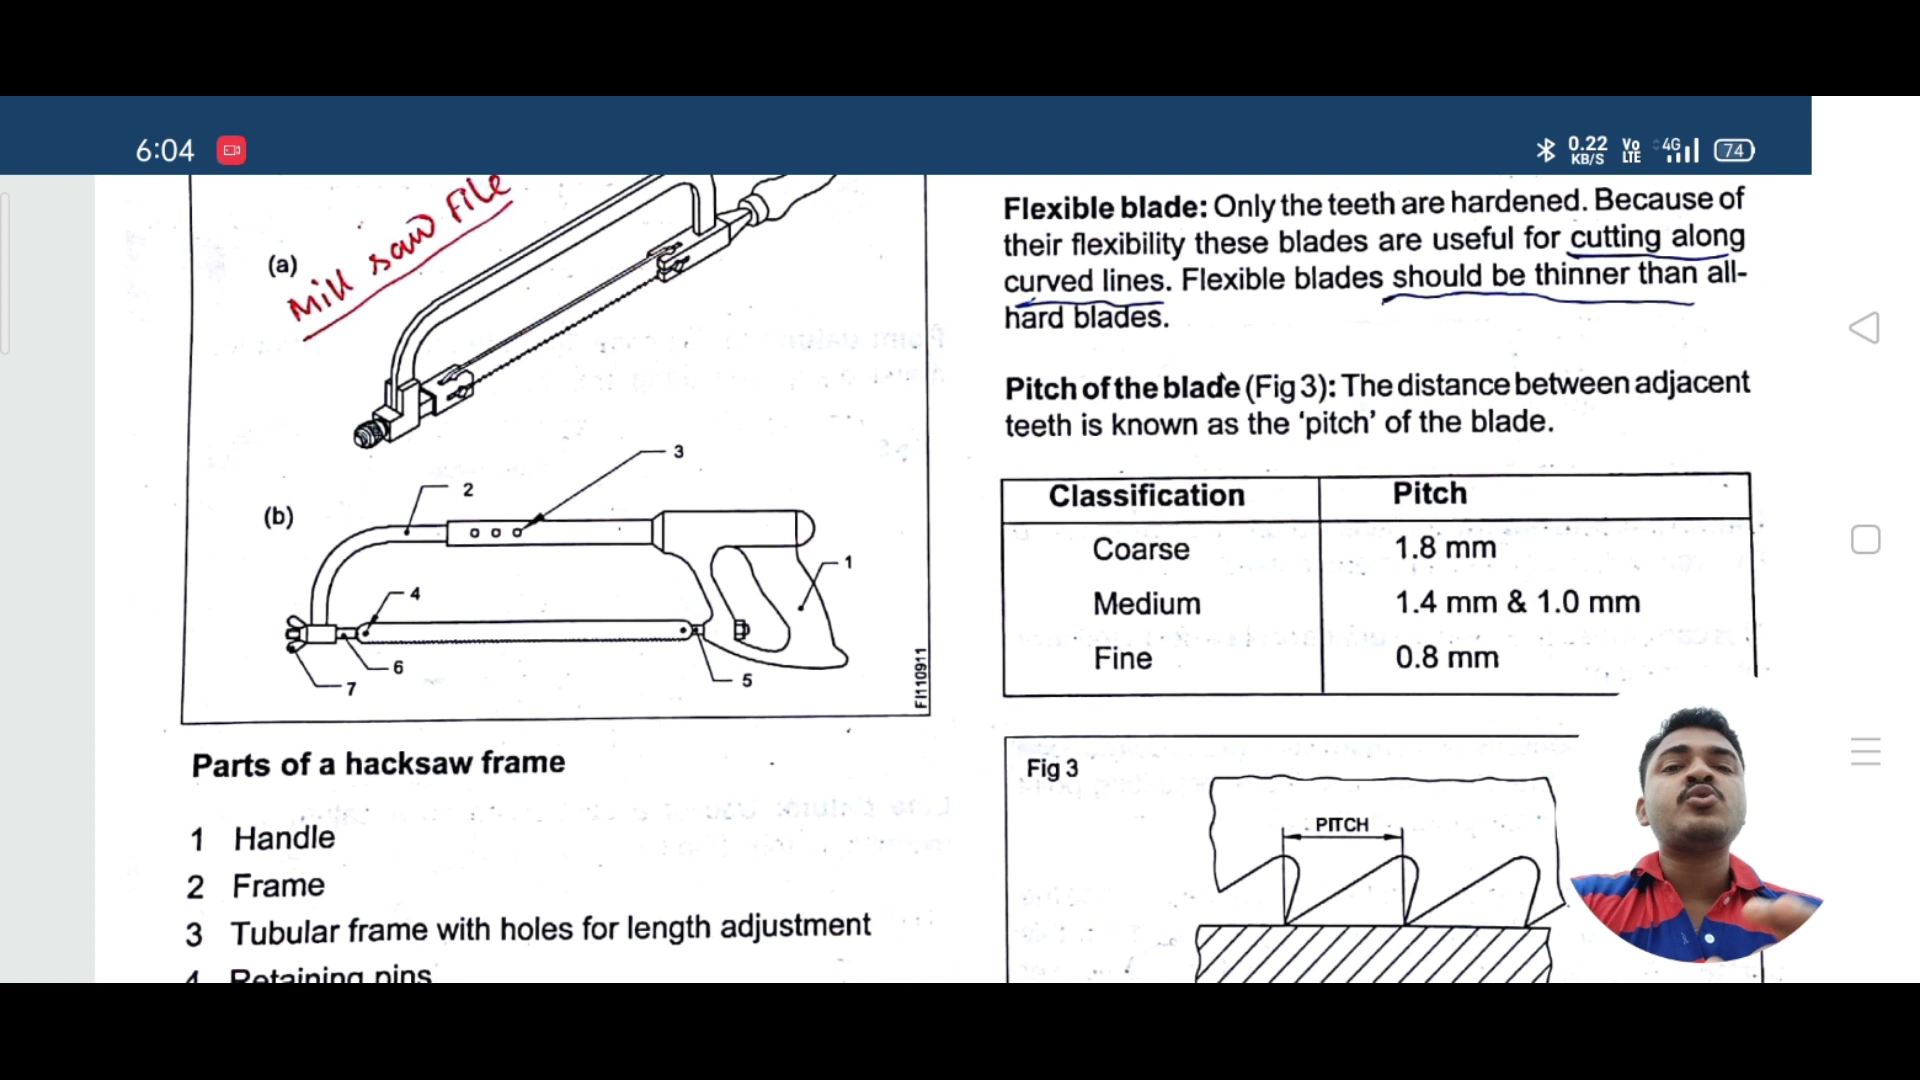 6:04
0.22
KB/S
Vo
LTE
4G
74
Mill saw File
(a)
3
2
(b)
1
4
6
7
5
FI110911
Parts of a hacksaw frame
1 Handle
2 Frame
3 Tubular frame with holes for length adjustment
4 Retaining pins
Flexible blade: Only the teeth are hardened. Because of
their flexibility these blades are useful for cutting along
curved lines. Flexible blades should be thinner than all-
hard blades.
Pitch of the blade (Fig 3): The distance between adjacent
teeth is known as the ‘pitch’ of the blade.
Classification Pitch
Coarse 1.8 mm
Medium 1.4 mm & 1.0 mm
Fine 0.8 mm
Fig 3
PITCH